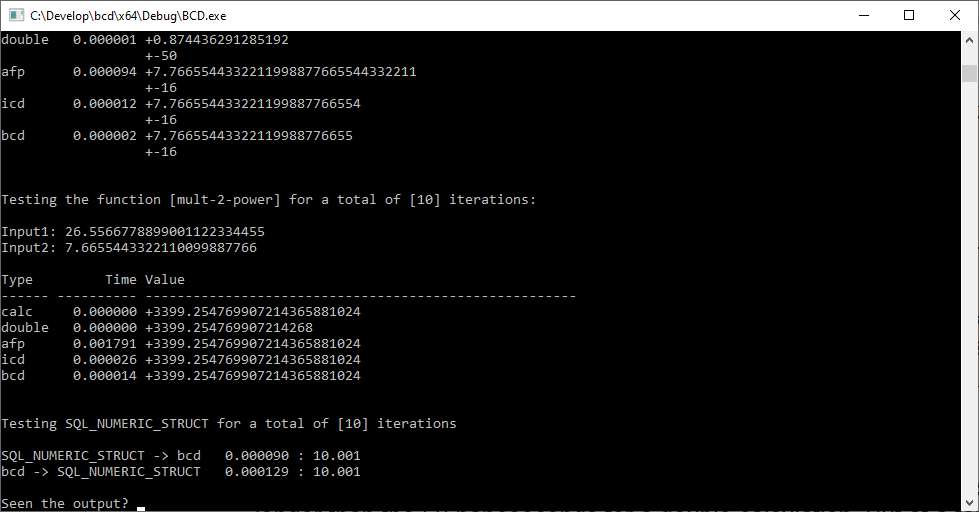 C:\Develop\bcd\x64\Debug\BCD.exe
double   0.000001 +0.874436291285192
                  +-50
afp      0.000094 +7.7665544332211998877665544332211
                  +-16
icd      0.000012 +7.766554433221199887766554
                  +-16
bcd      0.000002 +7.76655443322119988776655
                  +-16
Testing the function [mult-2-power] for a total of [10] iterations:
Input1: 26.5566778899001122334455
Input2: 7.6655443322110099887766
Type         Time Value
------ ---------- ------------------------------------------------------
calc     0.000000 +3399.254769907214365881024
double   0.000000 +3399.254769907214268
afp      0.001791 +3399.254769907214365881024
icd      0.000026 +3399.254769907214365881024
bcd      0.000014 +3399.254769907214365881024
Testing SQL_NUMERIC_STRUCT for a total of [10] iterations
SQL_NUMERIC_STRUCT -> bcd   0.000090 : 10.001
bcd -> SQL_NUMERIC_STRUCT   0.000129 : 10.001
Seen the output?